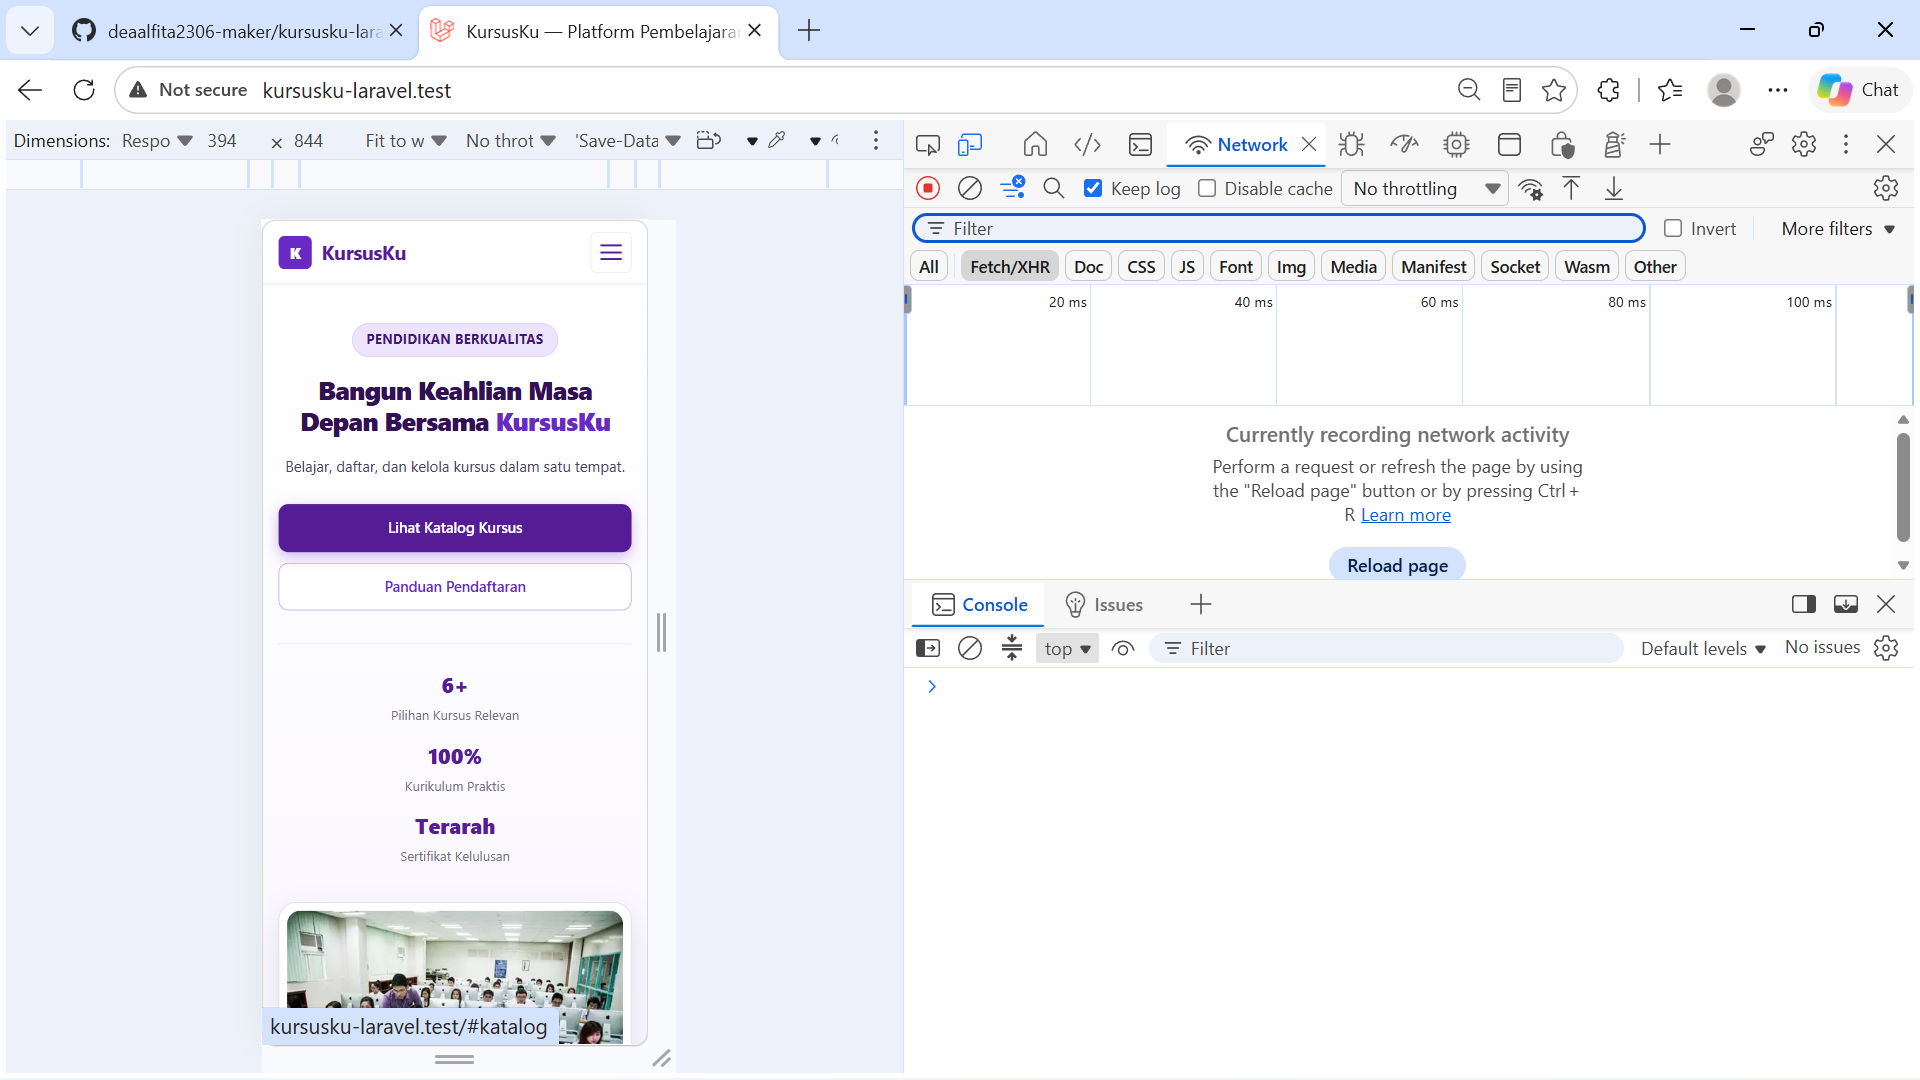 deaalfita2306-maker/kursusku-lara
KursusKu — Platform Pembelajaran
Not secure
kursusku-laravel.test
Chat
Dimensions: Respo 394 × 844 Fit to w No throt 'Save-Data
Network
Keep log
Disable cache
No throttling
Filter
Invert
More filters
All Fetch/XHR Doc CSS JS Font Img Media Manifest Socket Wasm Other
20 ms 40 ms 60 ms 80 ms 100 ms
Currently recording network activity
Perform a request or refresh the page by using
the "Reload page" button or by pressing Ctrl +
R Learn more
Reload page
Console
Issues
top
Filter
Default levels
No issues
K KursusKu
PENDIDIKAN BERKUALITAS
Bangun Keahlian Masa
Depan Bersama KursusKu
Belajar, daftar, dan kelola kursus dalam satu tempat.
Lihat Katalog Kursus
Panduan Pendaftaran
6+
Pilihan Kursus Relevan
100%
Kurikulum Praktis
Terarah
Sertifikat Kelulusan
kursusku-laravel.test/#katalog